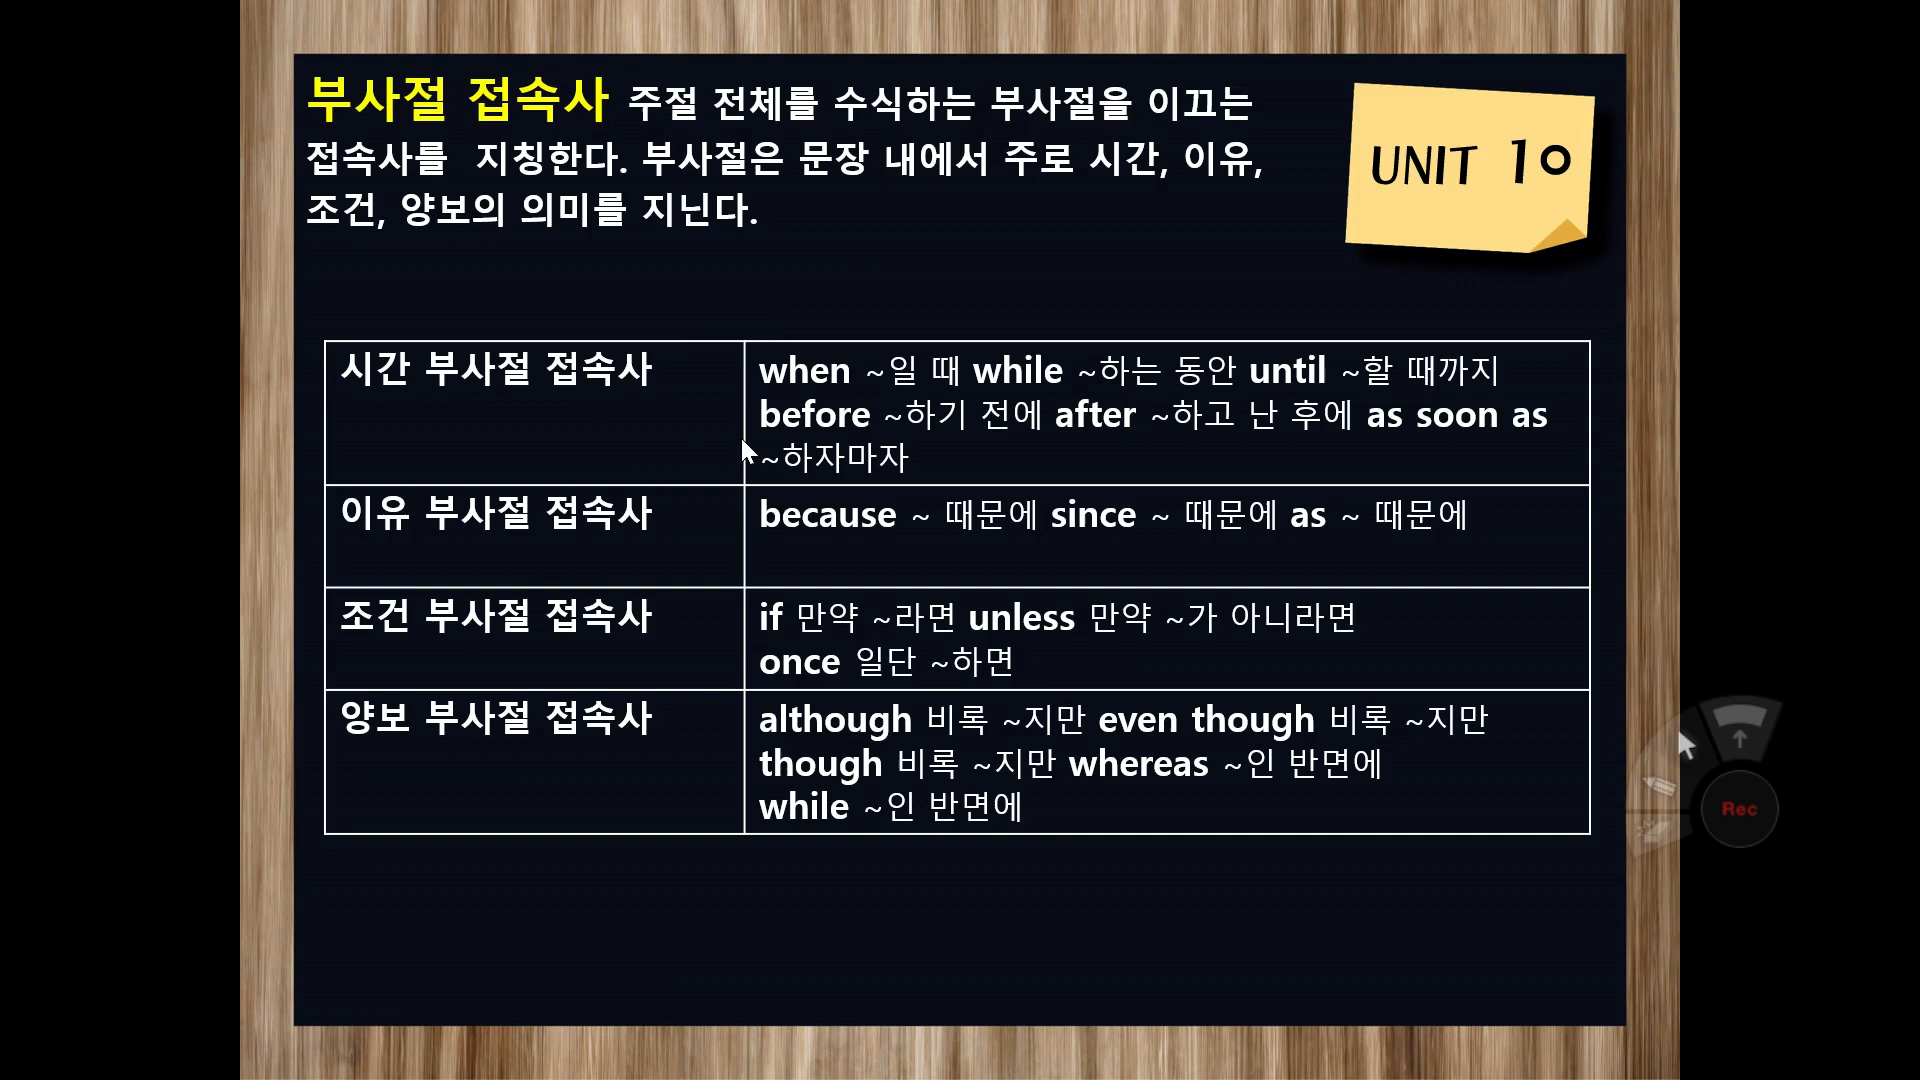 부사절 접속사 주절 전체를 수식하는 부사절을 이끄는
접속사를 지칭한다. 부사절은 문장 내에서 주로 시간, 이유,
조건, 양보의 의미를 지닌다.
UNIT 10
시간 부사절 접속사
when ~일 때 while ~하는 동안 until ~할 때까지
before ~하기 전에 after ~하고 난 후에 as soon as
~하자마자
이유 부사절 접속사
because ~ 때문에 since ~ 때문에 as ~ 때문에
조건 부사절 접속사
if 만약 ~라면 unless 만약 ~가 아니라면
once 일단 ~하면
양보 부사절 접속사
although 비록 ~지만 even though 비록 ~지만
though 비록 ~지만 whereas ~인 반면에
while ~인 반면에
Rec